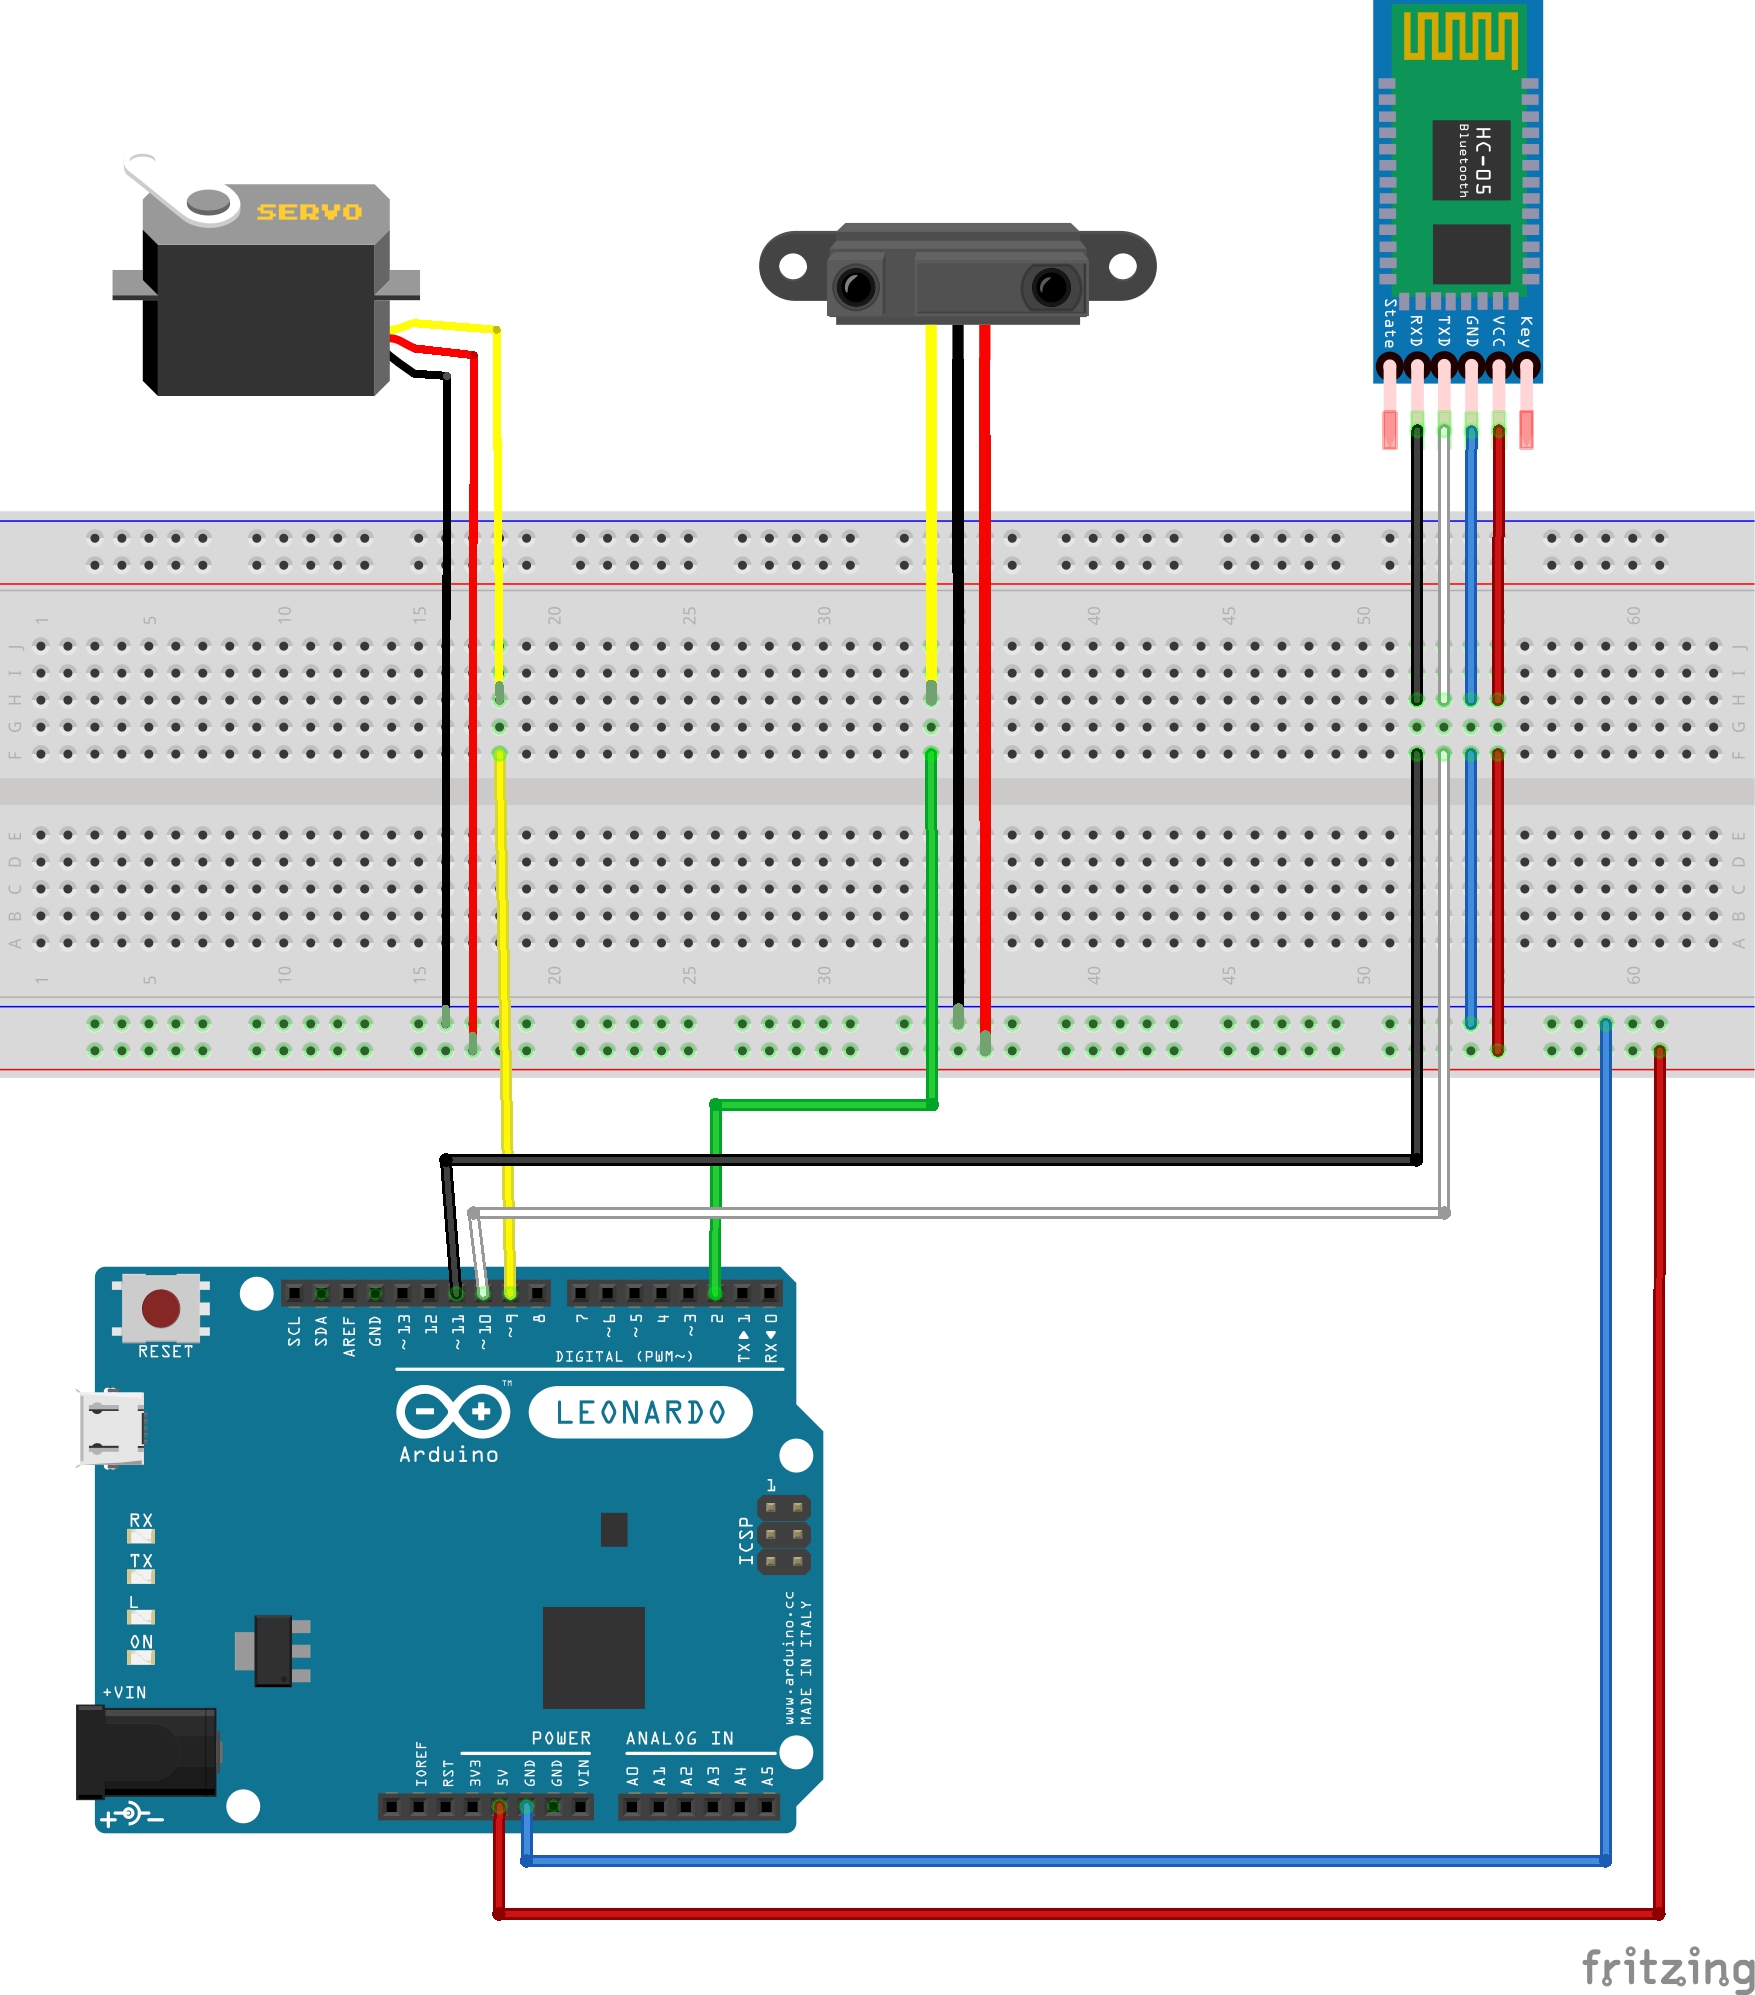 HC-05
Bluetooth
SERVO
State RXD TXD GND VCC Key
1 5 10 15 20 25 30 40 45 50 60
J J
I I
H H
G G
F F
E E
D D
C C
B B
A A
1 5 10 15 20 25 30 40 45 50 60
SCL SDA AREF GND ~13 12 ~11 ~10 ~9 8 7 ~6 ~5 4 ~3 2 TX▶1 RX◀0
RESET
DIGITAL (PWM~)
TM
LEONARDO
Arduino
1
ICSP
RX
TX
L
ON
www.arduino.cc
MADE IN ITALY
+VIN
POWER
ANALOG IN
IOREF RST 3V3 5V GND GND VIN A0 A1 A2 A3 A4 A5
fritzing